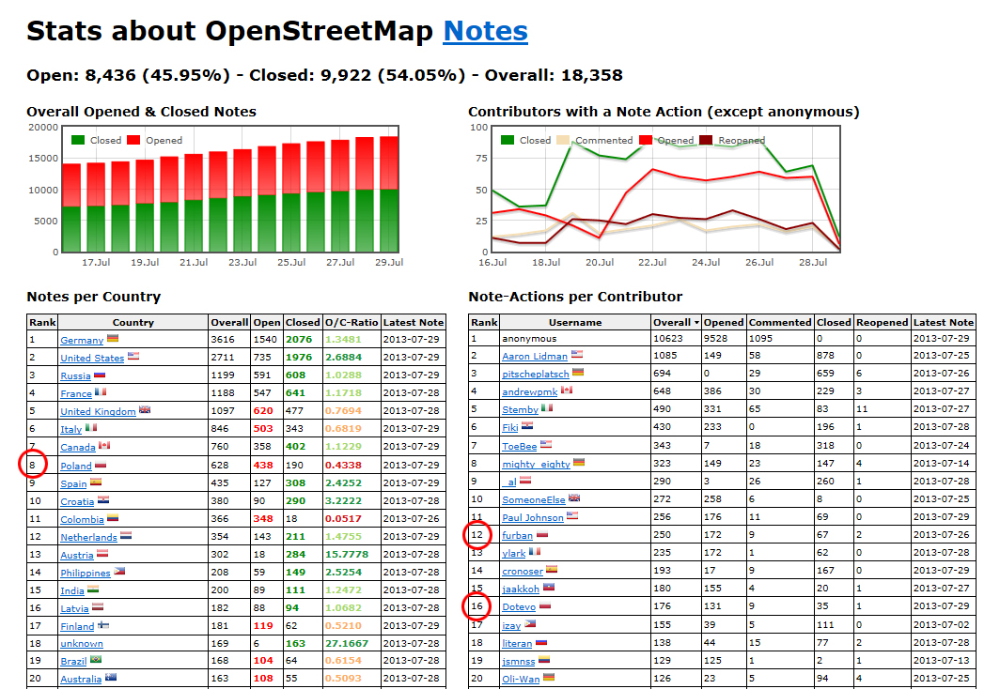 Stats about OpenStreetMap Notes
Open: 8,436 (45.95%) - Closed: 9,922 (54.05%) - Overall: 18,358
Overall Opened & Closed Notes
20000
15000
10000
5000
0
Closed Opened
17.Jul 19.Jul 21.Jul 23.Jul 25.Jul 27.Jul 29.Jul
Contributors with a Note Action (except anonymous)
100
75
50
25
0
Closed Commented Opened Reopened
16.Jul 18.Jul 20.Jul 22.Jul 24.Jul 26.Jul 28.Jul
Notes per Country
Rank Country Overall Open Closed O/C-Ratio Latest Note
1 Germany 3616 1540 2076 1.3481 2013-07-29
2 United States 2711 735 1976 2.6884 2013-07-29
3 Russia 1199 591 608 1.0288 2013-07-29
4 France 1188 547 641 1.1718 2013-07-28
5 United Kingdom 1097 620 477 0.7694 2013-07-28
6 Italy 846 503 343 0.6819 2013-07-29
7 Canada 760 358 402 1.1229 2013-07-29
8 Poland 628 438 190 0.4338 2013-07-29
9 Spain 435 127 308 2.4252 2013-07-29
10 Croatia 380 90 290 3.2222 2013-07-28
11 Colombia 366 348 18 0.0517 2013-07-26
12 Netherlands 354 143 211 1.4755 2013-07-29
13 Austria 302 18 284 15.7778 2013-07-28
14 Philippines 208 59 149 2.5254 2013-07-28
15 India 200 89 111 1.2472 2013-07-28
16 Latvia 182 88 94 1.0682 2013-07-28
17 Finland 181 119 62 0.5210 2013-07-29
18 unknown 169 6 163 27.1667 2013-07-28
19 Brazil 168 104 64 0.6154 2013-07-28
20 Australia 163 108 55 0.5093 2013-07-28
Note-Actions per Contributor
Rank Username Overall Opened Commented Closed Reopened Latest Note
1 anonymous 10623 9528 1095 0 0 2013-07-29
2 Aaron Lidman 1085 149 58 878 0 2013-07-25
3 pitscheplatsch 694 0 29 659 6 2013-07-26
4 andrewpmk 648 386 30 229 3 2013-07-27
5 Stemby 490 331 65 83 11 2013-07-27
6 Fiki 430 233 0 196 1 2013-07-28
7 ToeBee 343 7 18 318 0 2013-07-24
8 mighty_eighty 323 149 23 147 4 2013-07-14
9 _al 290 3 26 260 1 2013-07-28
10 SomeoneElse 272 258 6 8 0 2013-07-25
11 Paul Johnson 256 176 11 69 0 2013-07-29
12 furban 250 172 9 67 2 2013-07-26
13 ylark 235 172 1 62 0 2013-07-28
14 cronoser 193 17 9 167 0 2013-07-29
15 jaakkoh 180 155 4 20 1 2013-07-27
16 Dotevo 176 131 9 35 1 2013-07-29
17 izay 155 39 5 111 0 2013-07-02
18 literan 138 44 15 77 2 2013-07-28
19 jsmnss 129 125 1 2 1 2013-07-13
20 Oli-Wan 126 23 5 94 4 2013-07-25